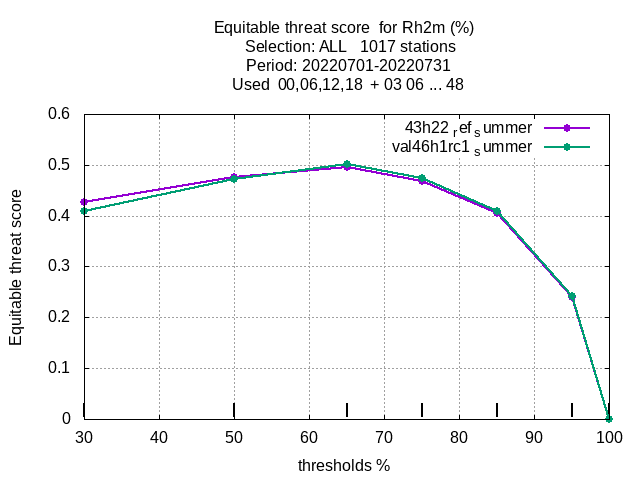 Equitable threat score  for Rh2m (%)
Selection: ALL   1017 stations
Period: 20220701-20220731
Used  00,06,12,18  + 03 06 ... 48
43h22 ref summer
val46h1rc1 summer
Equitable threat score
0.6
0.5
0.4
0.3
0.2
0.1
0
30 40 50 60 70 80 90 100
thresholds %